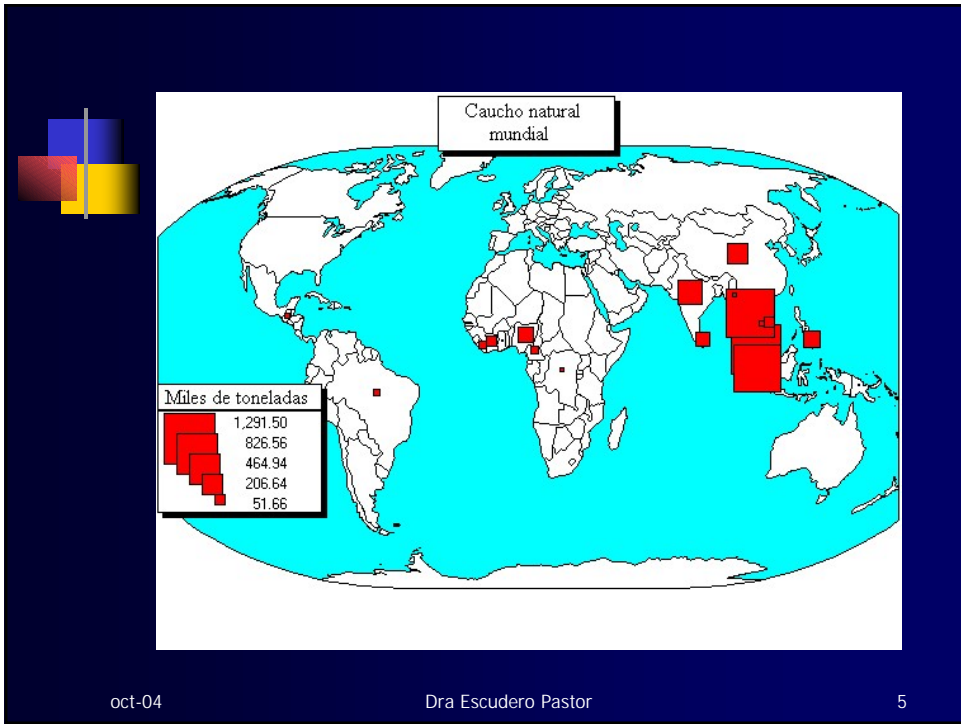 Caucho natural
mundial
Miles de toneladas
1,291.50
826.56
464.94
206.64
51.66
oct-04
Dra Escudero Pastor
5